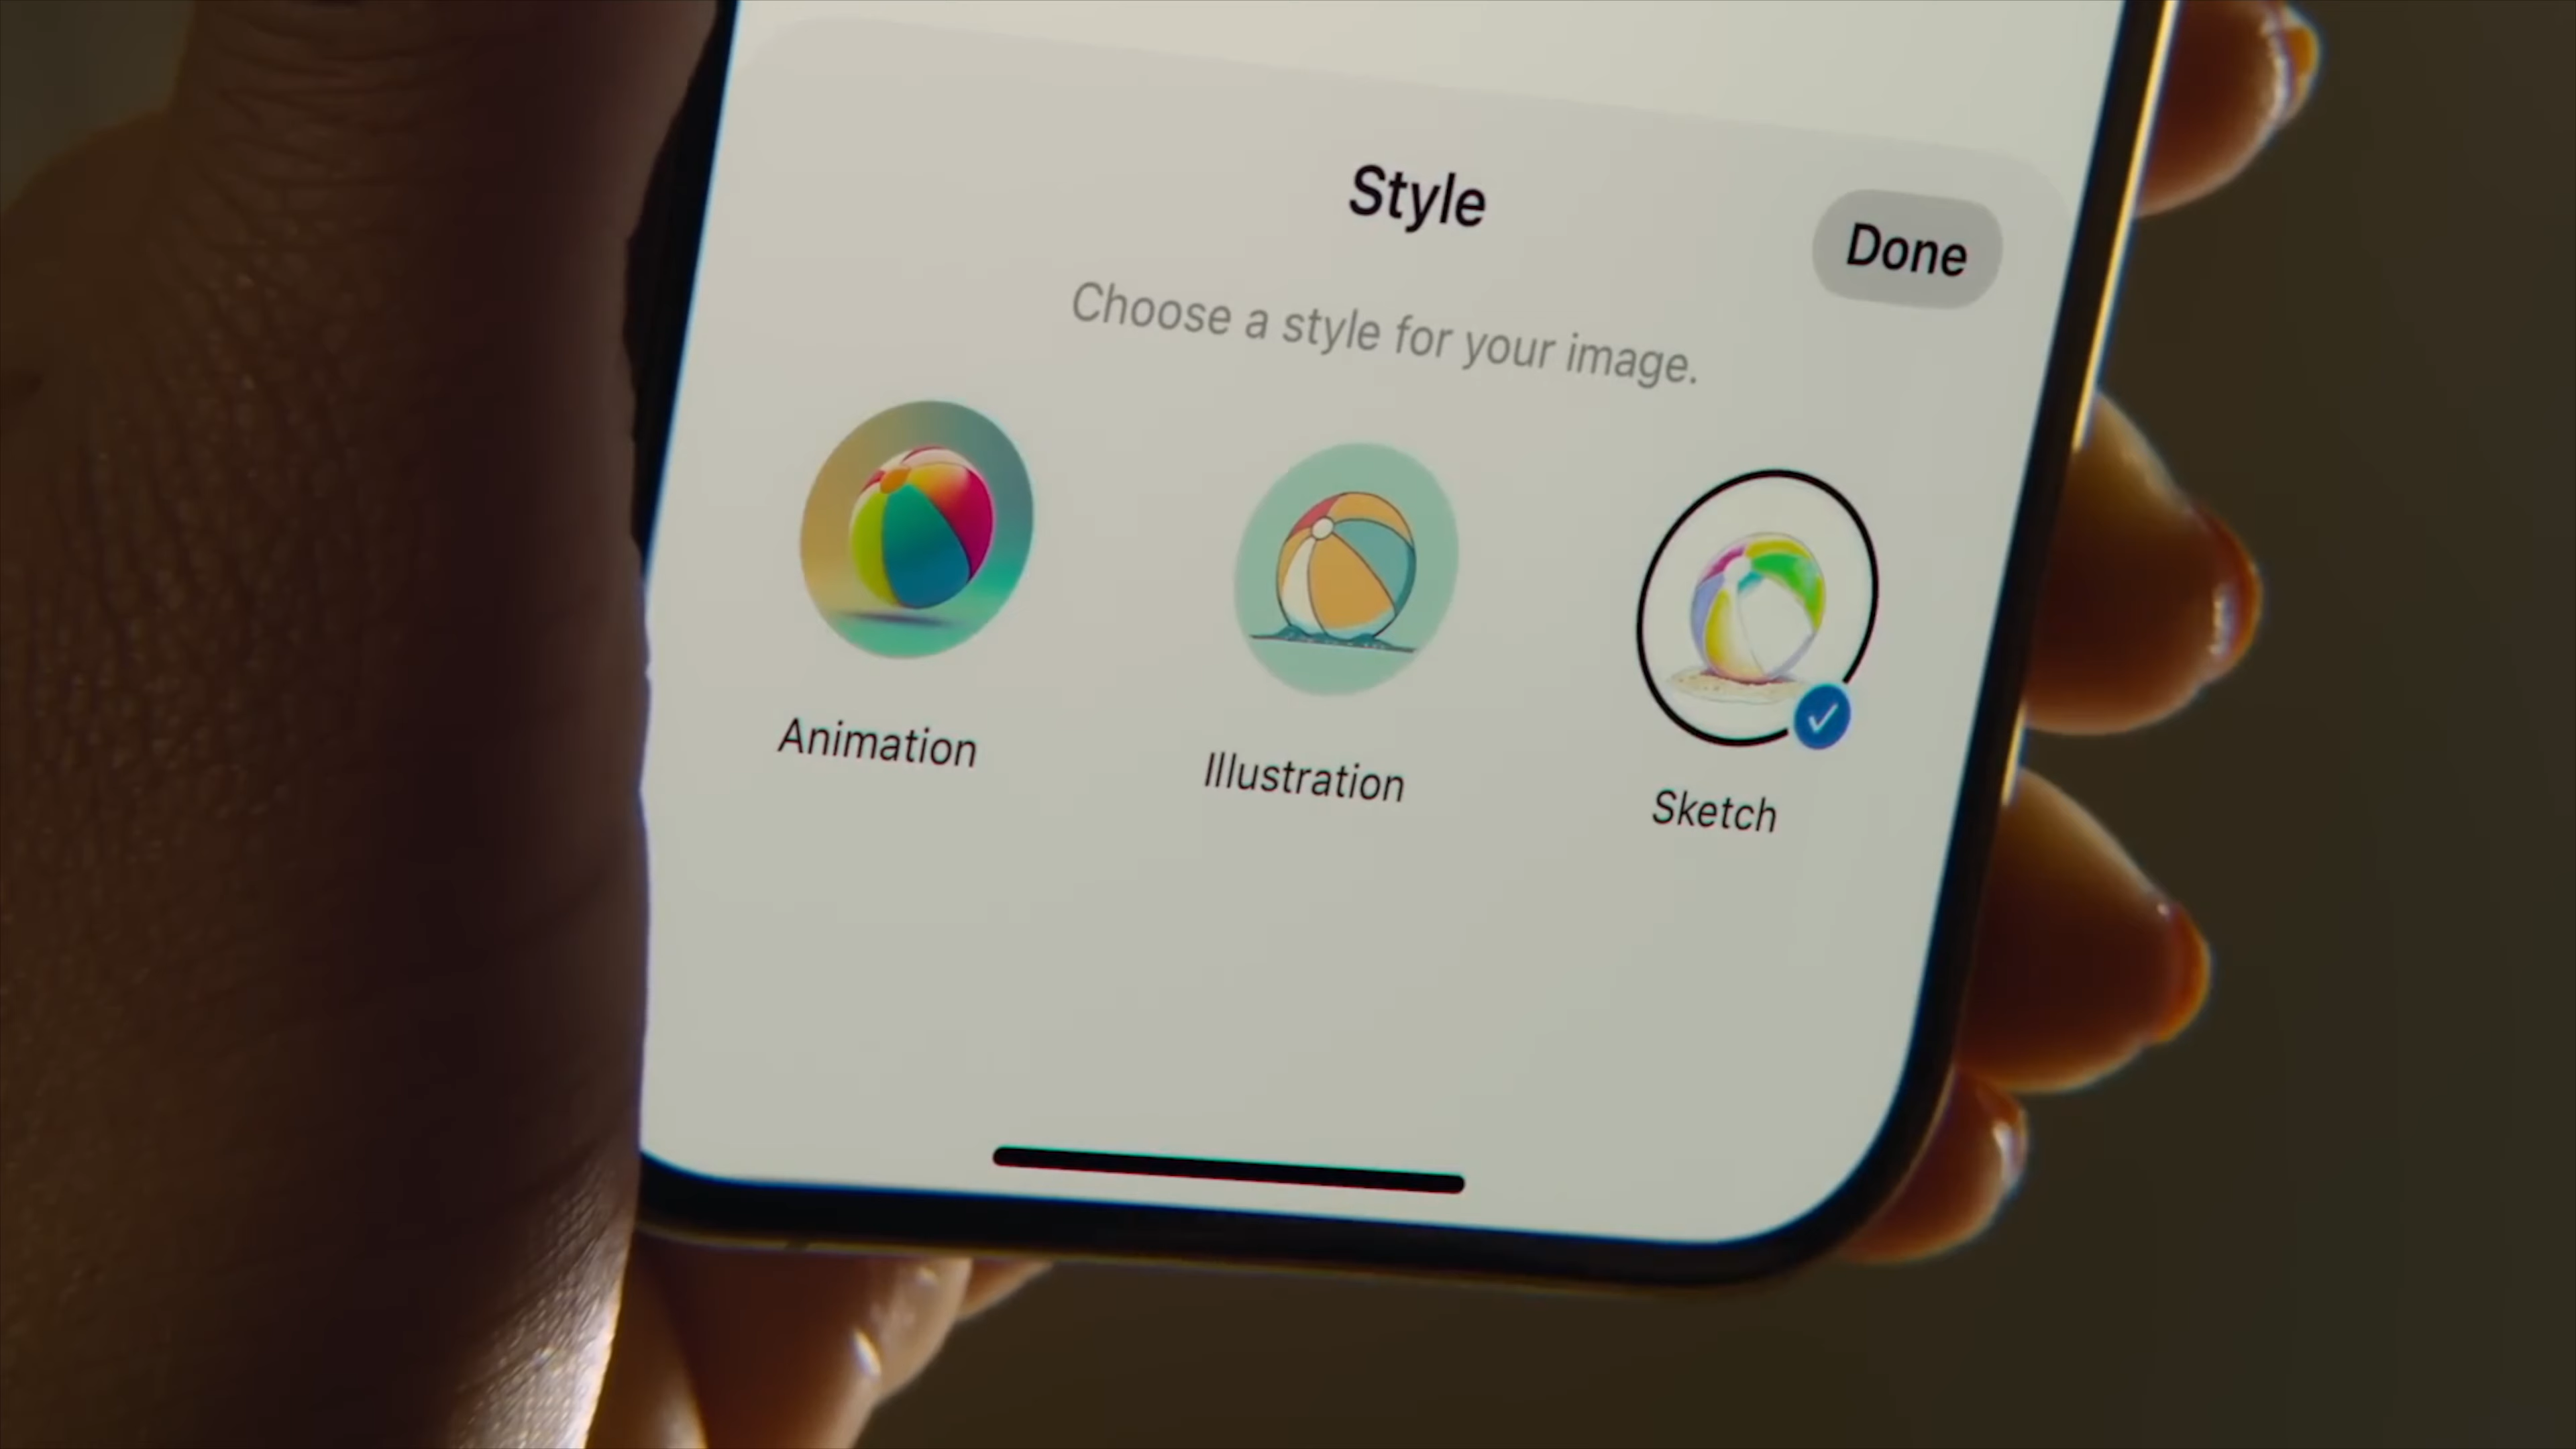 Style
Done
Choose a style for your image.
Animation
Illustration
Sketch